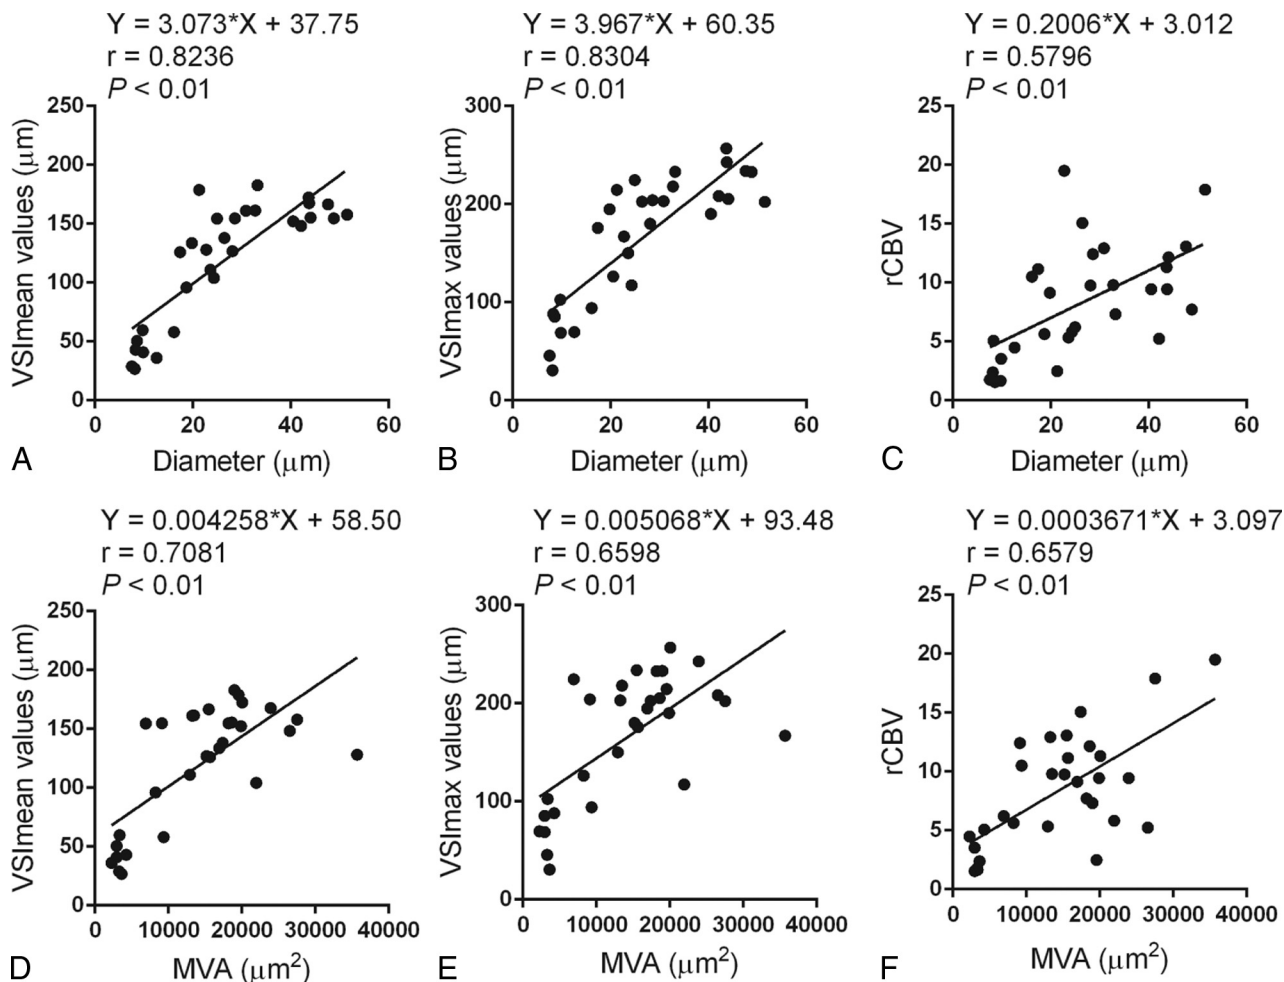 Y = 3.073*X + 37.75
r = 0.8236
P < 0.01
250
200
150
100
50
0
VSImean values (μm)
0 20 40 60
Diameter (μm)
A
Y = 3.967*X + 60.35
r = 0.8304
P < 0.01
300
200
100
0
VSImax values (μm)
0 20 40 60
Diameter (μm)
B
Y = 0.2006*X + 3.012
r = 0.5796
P < 0.01
25
20
15
10
5
0
rCBV
0 20 40 60
Diameter (μm)
C
Y = 0.004258*X + 58.50
r = 0.7081
P < 0.01
250
200
150
100
50
0
VSImean values (μm)
0 10000 20000 30000 40000
MVA (μm²)
D
Y = 0.005068*X + 93.48
r = 0.6598
P < 0.01
300
200
100
0
VSImax values (μm)
0 10000 20000 30000 40000
MVA (μm²)
E
Y = 0.0003671*X + 3.097
r = 0.6579
P < 0.01
25
20
15
10
5
0
rCBV
0 10000 20000 30000 40000
MVA (μm²)
F